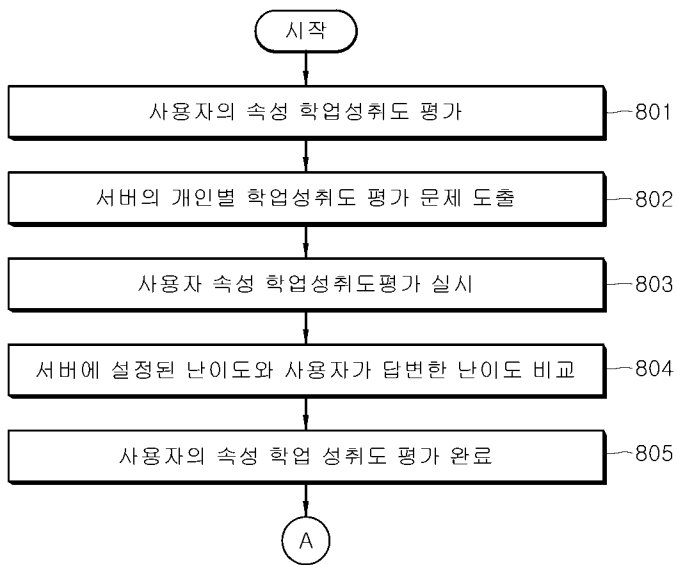 시작
사용자의 속성 학업성취도 평가
801
서버의 개인별 학업성취도 평가 문제 도출
802
사용자 속성 학업성취도평가 실시
803
서버에 설정된 난이도와 사용자가 답변한 난이도 비교
804
사용자의 속성 학업 성취도 평가 완료
805
A